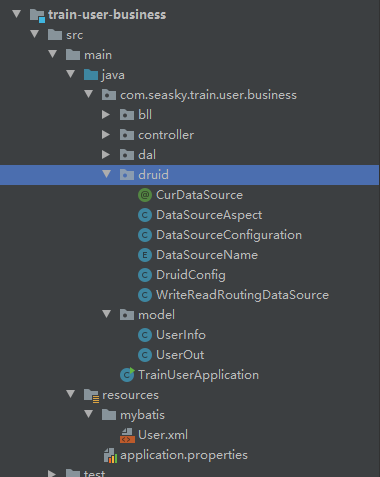 train-user-business
src
main
java
com.seasky.train.user.business
bll
controller
dal
druid
CurDataSource
DataSourceAspect
DataSourceConfiguration
DataSourceName
DruidConfig
WriteReadRoutingDataSource
model
UserInfo
UserOut
TrainUserApplication
resources
mybatis
User.xml
application.properties
test